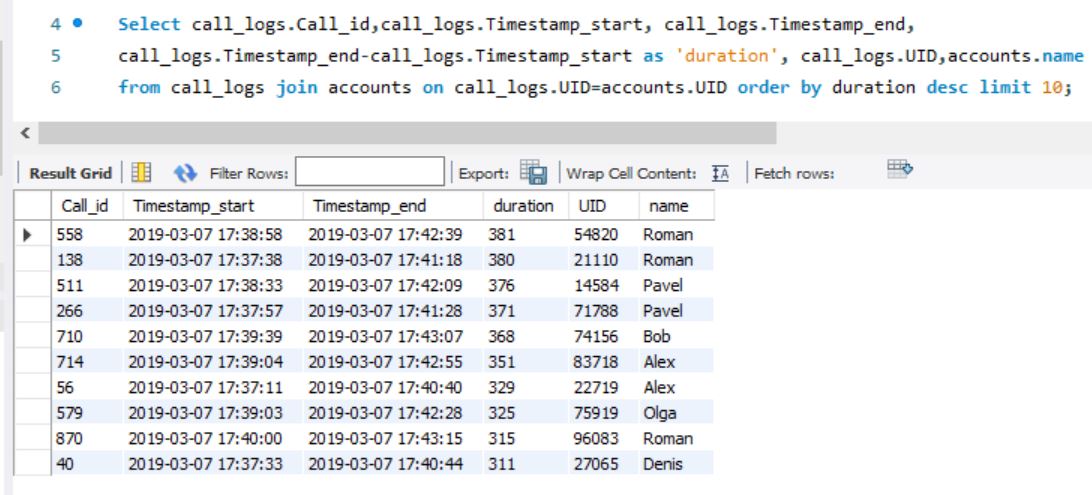 4 Select call_logs.Call_id,call_logs.Timestamp_start, call_logs.Timestamp_end,
5 call_logs.Timestamp_end-call_logs.Timestamp_start as 'duration', call_logs.UID,accounts.name
6 from call_logs join accounts on call_logs.UID=accounts.UID order by duration desc limit 10;
Result Grid Filter Rows: Export: Wrap Cell Content: IA Fetch rows:
Call_id Timestamp_start Timestamp_end duration UID name
558 2019-03-07 17:38:58 2019-03-07 17:42:39 381 54820 Roman
138 2019-03-07 17:37:38 2019-03-07 17:41:18 380 21110 Roman
511 2019-03-07 17:38:33 2019-03-07 17:42:09 376 14584 Pavel
266 2019-03-07 17:37:57 2019-03-07 17:41:28 371 71788 Pavel
710 2019-03-07 17:39:39 2019-03-07 17:43:07 368 74156 Bob
714 2019-03-07 17:39:04 2019-03-07 17:42:55 351 83718 Alex
56 2019-03-07 17:37:11 2019-03-07 17:40:40 329 22719 Alex
579 2019-03-07 17:39:03 2019-03-07 17:42:28 325 75919 Olga
870 2019-03-07 17:40:00 2019-03-07 17:43:15 315 96083 Roman
40 2019-03-07 17:37:33 2019-03-07 17:40:44 311 27065 Denis